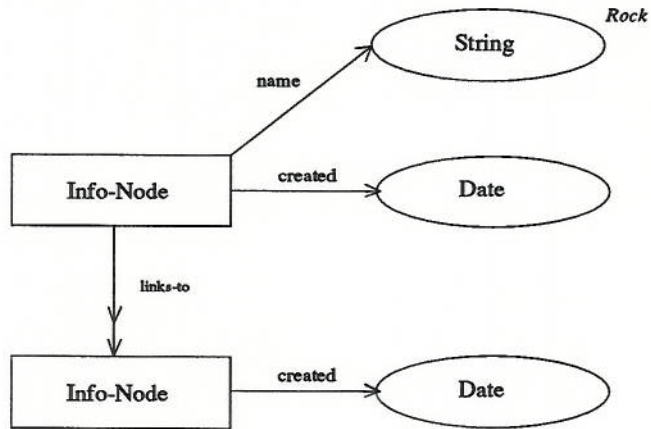 Rock
String
name
created
Info-Node
Date
links-to
created
Info-Node
Date